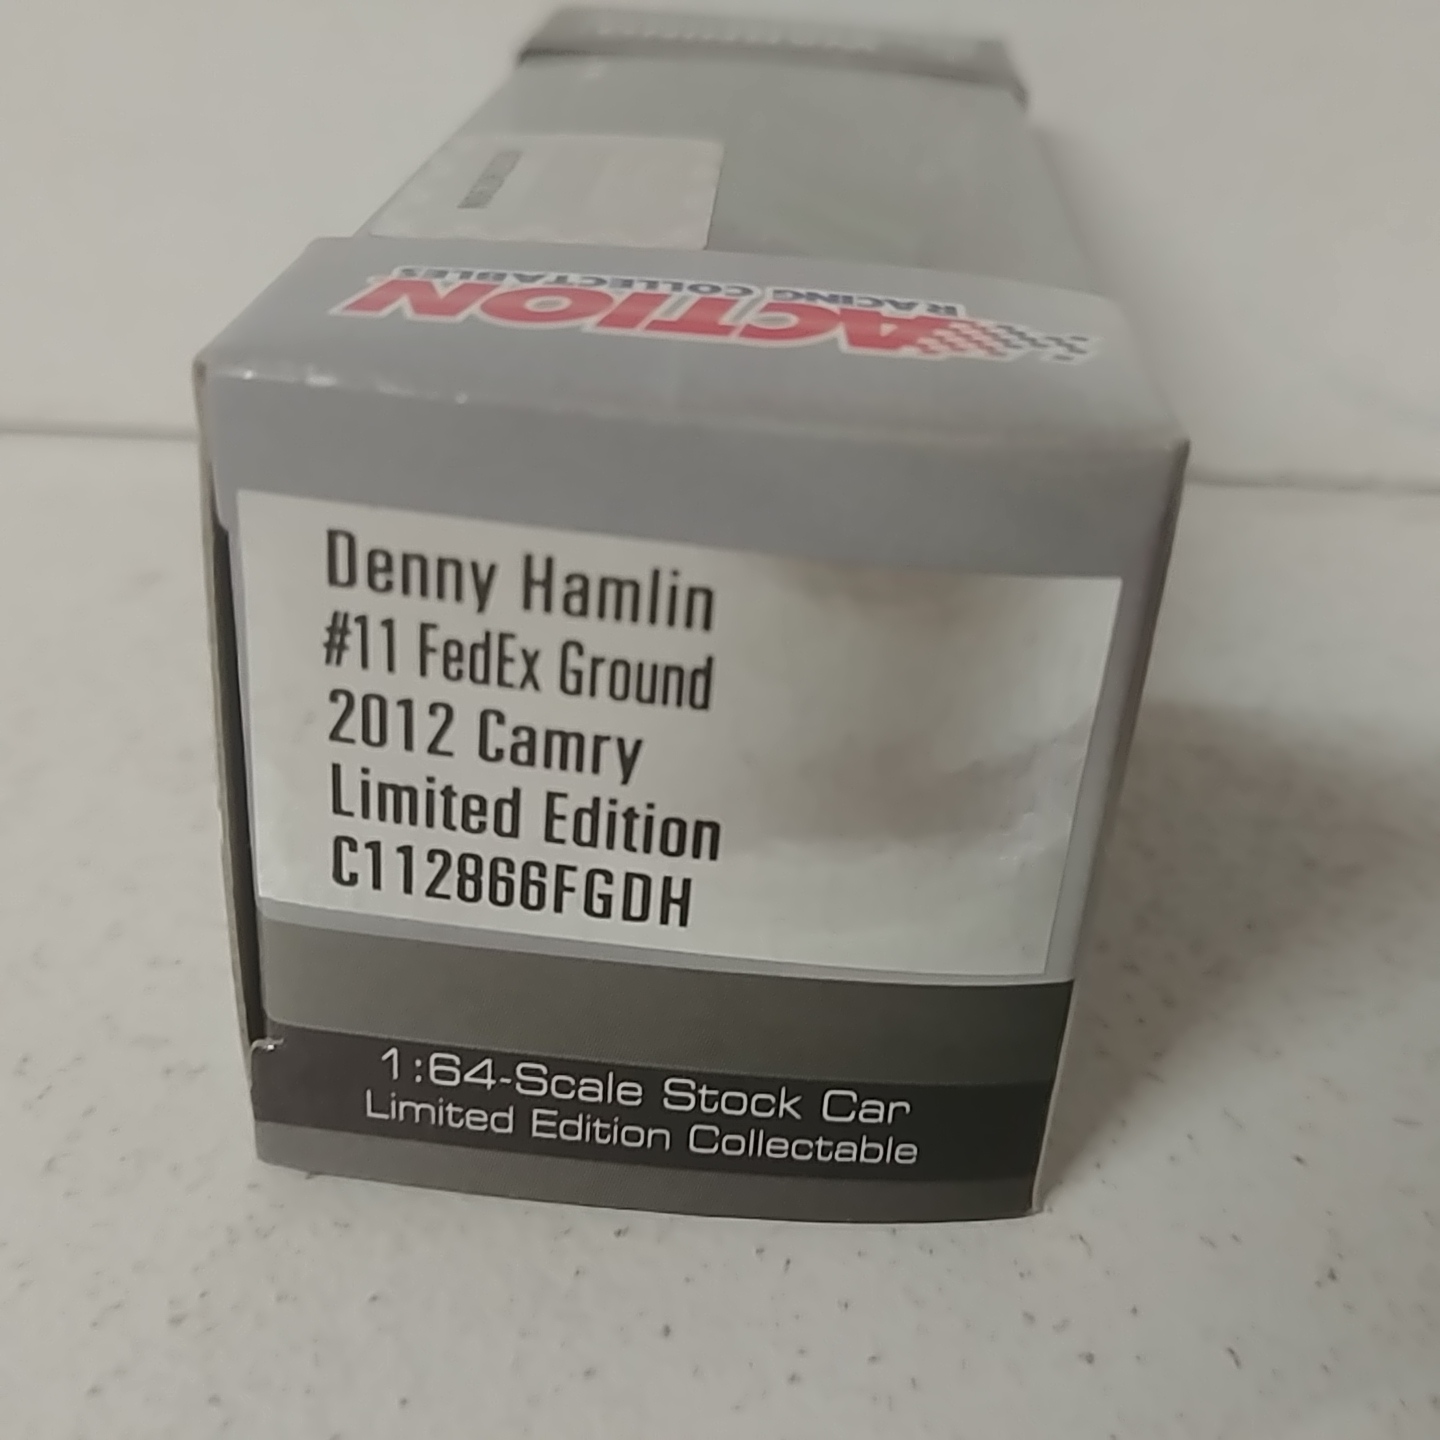 ACTION
RACING COLLECTABLES
Denny Hamlin
#11 FedEx Ground
2012 Camry
Limited Edition
C112866FGDH
1:64-Scale Stock Car
Limited Edition Collectable